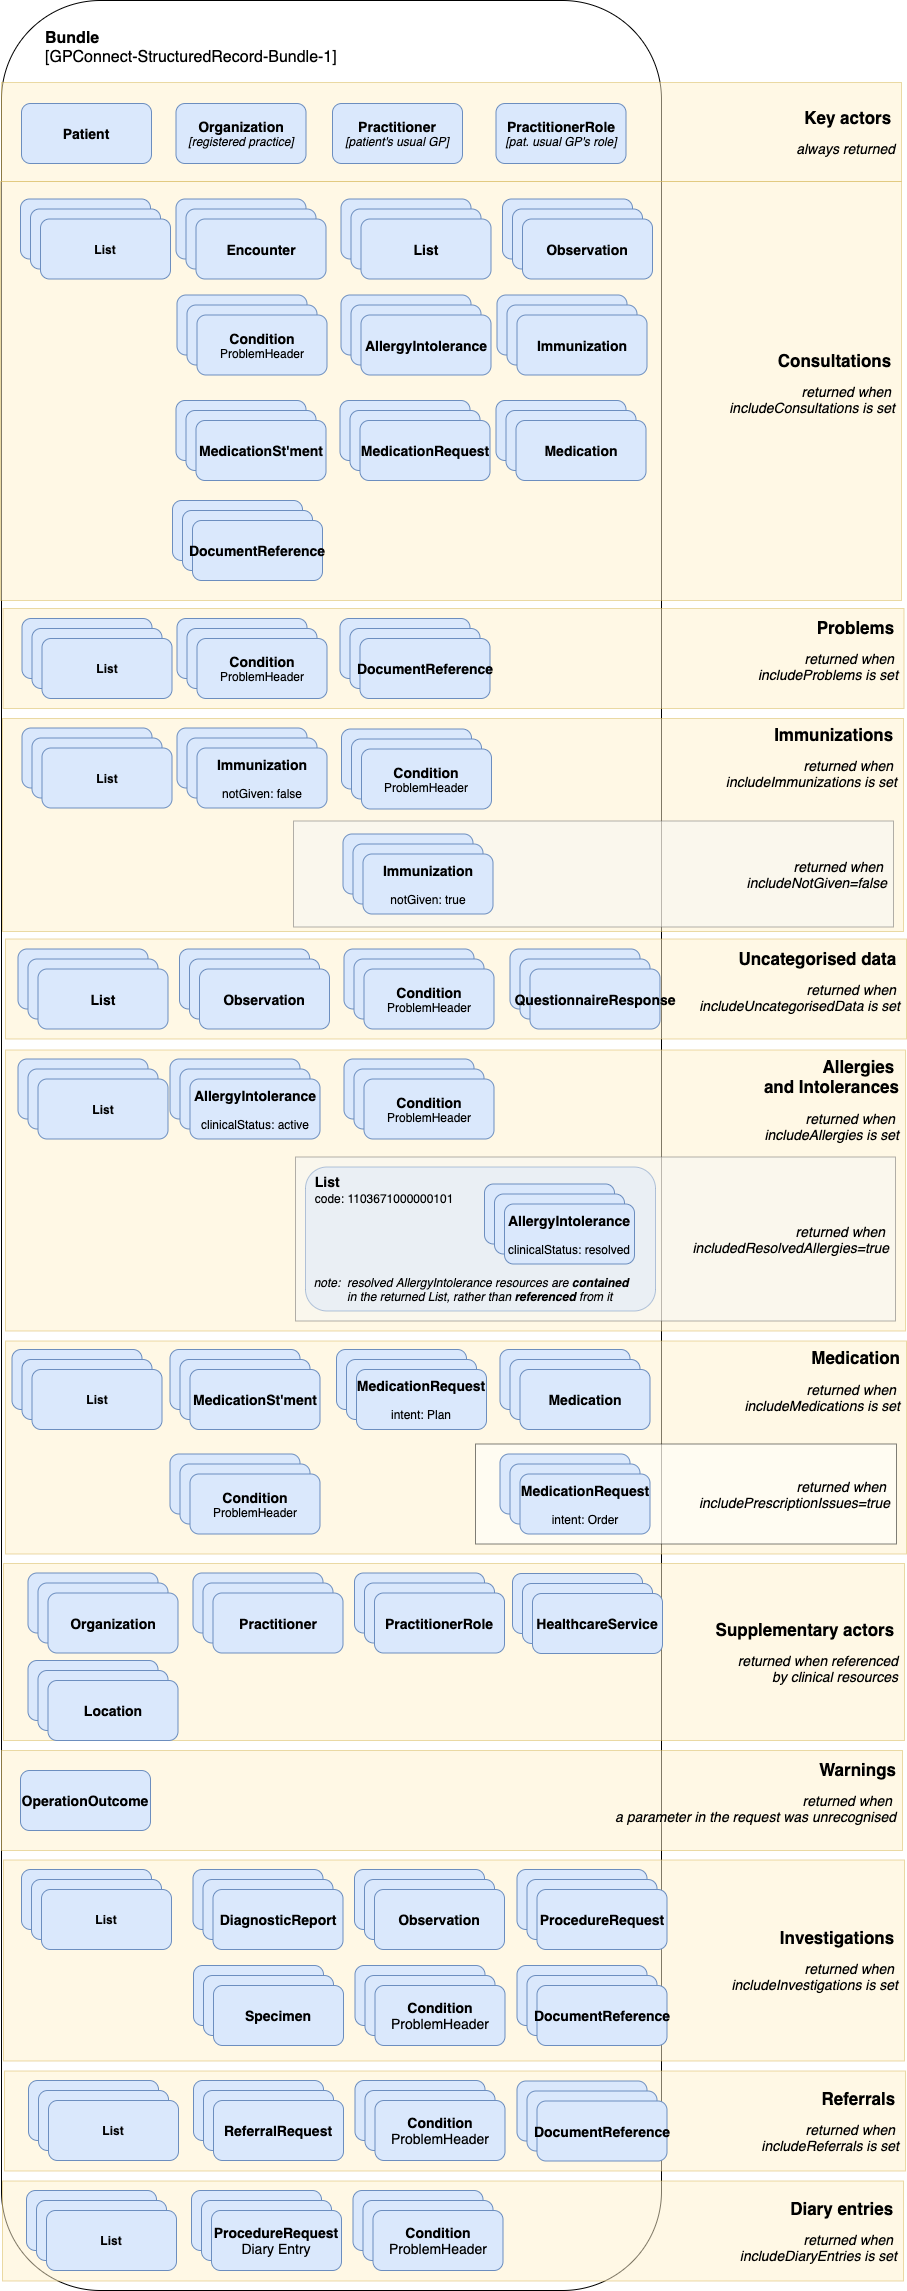 Bundle
[GPConnect-StructuredRecord-Bundle-1]
Key actors
always returned
Patient
Organization
[registered practice]
Practitioner
[patient's usual GP]
PractitionerRole
[pat. usual GP's role]
List
Encounter
List
Observation
Condition
ProblemHeader
AllergyIntolerance
Immunization
Consultations
returned when
includeConsultations is set
MedicationSt'ment
MedicationRequest
Medication
DocumentReference
Problems
returned when
includeProblems is set
List
Condition
ProblemHeader
DocumentReference
Immunizations
returned when
includeImmunizations is set
List
Immunization
notGiven: false
Condition
ProblemHeader
Immunization
notGiven: true
returned when
includeNotGiven=false
Uncategorised data
returned when
includeUncategorisedData is set
List
Observation
Condition
ProblemHeader
QuestionnaireResponse
Allergies
and Intolerances
returned when
includeAllergies is set
List
AllergyIntolerance
clinicalStatus: active
Condition
ProblemHeader
List
code: 1103671000000101
AllergyIntolerance
clinicalStatus: resolved
note: resolved AllergyIntolerance resources are contained
in the returned List, rather than referenced from it
returned when
includedResolvedAllergies=true
Medication
returned when
includeMedications is set
List
MedicationSt'ment
MedicationRequest
intent: Plan
Medication
Condition
ProblemHeader
MedicationRequest
intent: Order
returned when
includePrescriptionIssues=true
Organization
Practitioner
PractitionerRole
HealthcareService
Supplementary actors
returned when referenced
by clinical resources
Location
Warnings
returned when
a parameter in the request was unrecognised
OperationOutcome
List
DiagnosticReport
Observation
ProcedureRequest
Investigations
returned when
includeInvestigations is set
Specimen
Condition
ProblemHeader
DocumentReference
Referrals
returned when
includeReferrals is set
List
ReferralRequest
Condition
ProblemHeader
DocumentReference
Diary entries
returned when
includeDiaryEntries is set
List
ProcedureRequest
Diary Entry
Condition
ProblemHeader